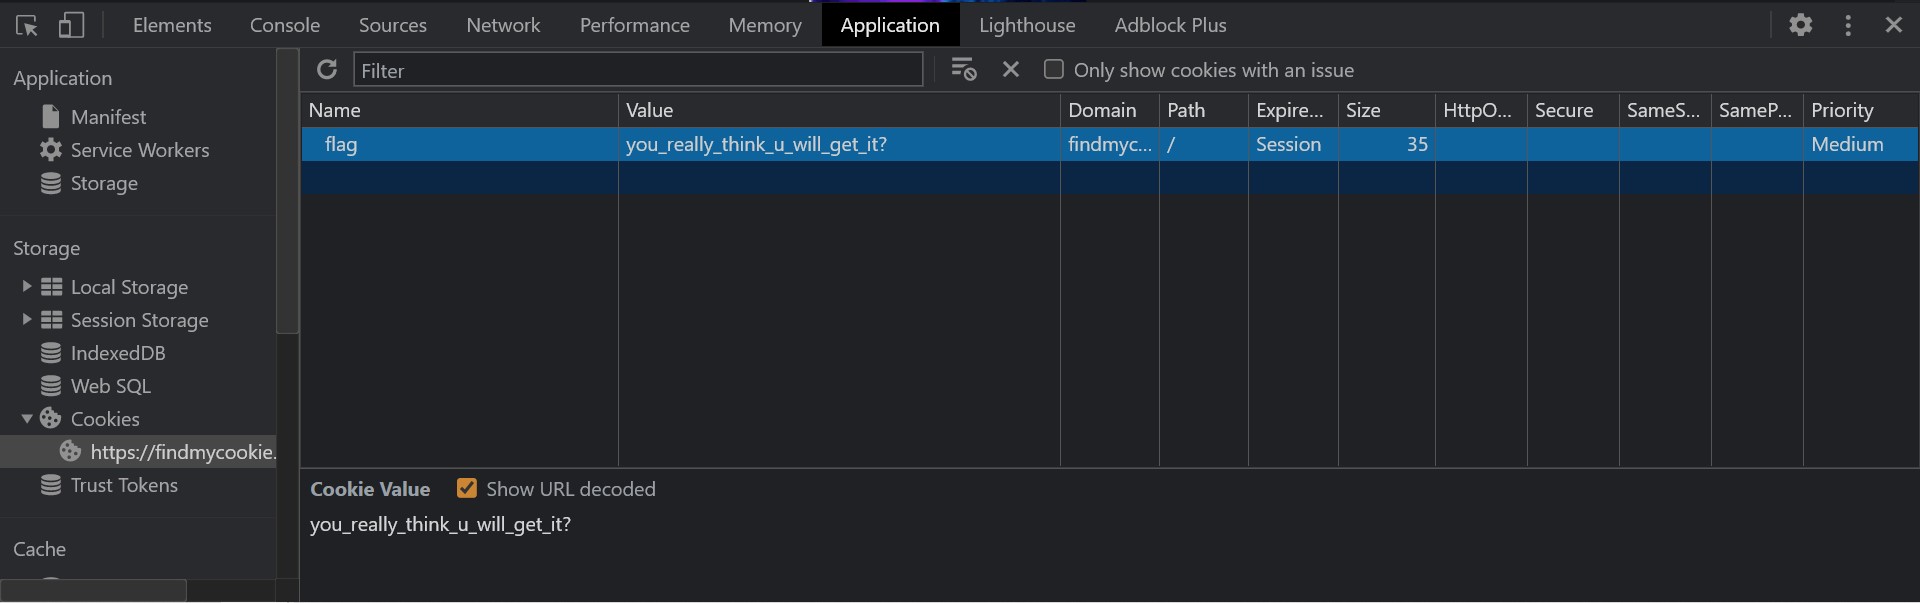 Elements Console Sources Network Performance Memory Application Lighthouse Adblock Plus
Application
Manifest
Service Workers
Storage
Storage
Local Storage
Session Storage
IndexedDB
Web SQL
Cookies
https://findmycookie.
Trust Tokens
Cache
Filter
Only show cookies with an issue
Name Value Domain Path Expire... Size HttpO... Secure SameS... SameP... Priority
flag you_really_think_u_will_get_it? findmyc... / Session 35 Medium
Cookie Value Show URL decoded
you_really_think_u_will_get_it?